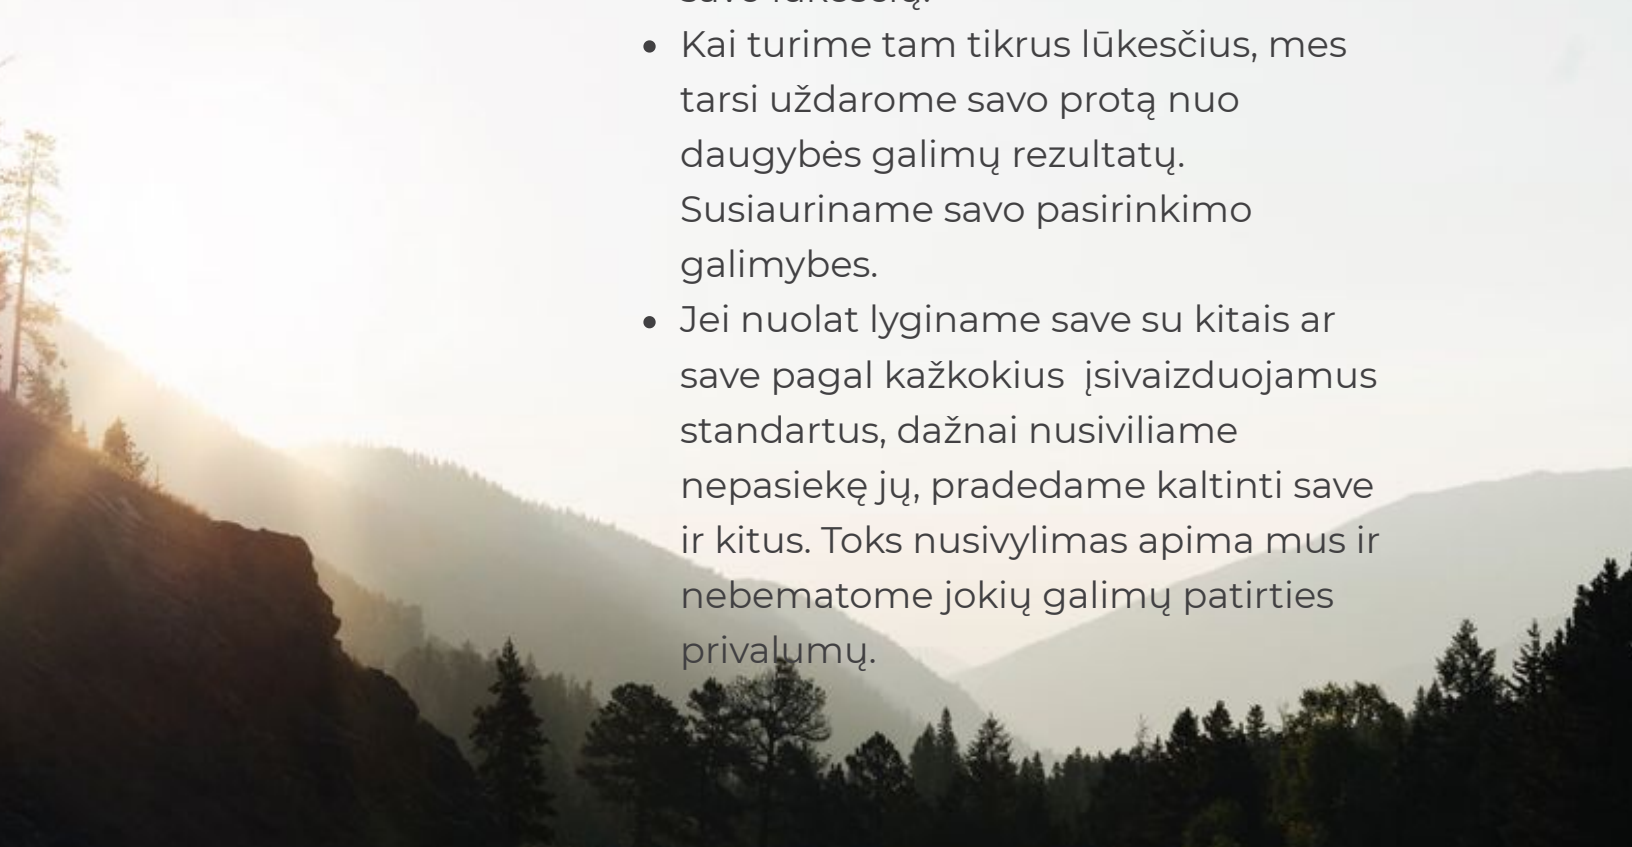 Kai turime tam tikrus lūkesčius, mes
tarsi uždarome savo protą nuo
daugybės galimų rezultatų.
Susiauriname savo pasirinkimo
galimybes.
Jei nuolat lyginame save su kitais ar
save pagal kažkokius  įsivaizduojamus
standartus, dažnai nusiviliame
nepasiekę jų, pradedame kaltinti save
ir kitus. Toks nusivylimas apima mus ir
nebematome jokių galimų patirties
privalumų.